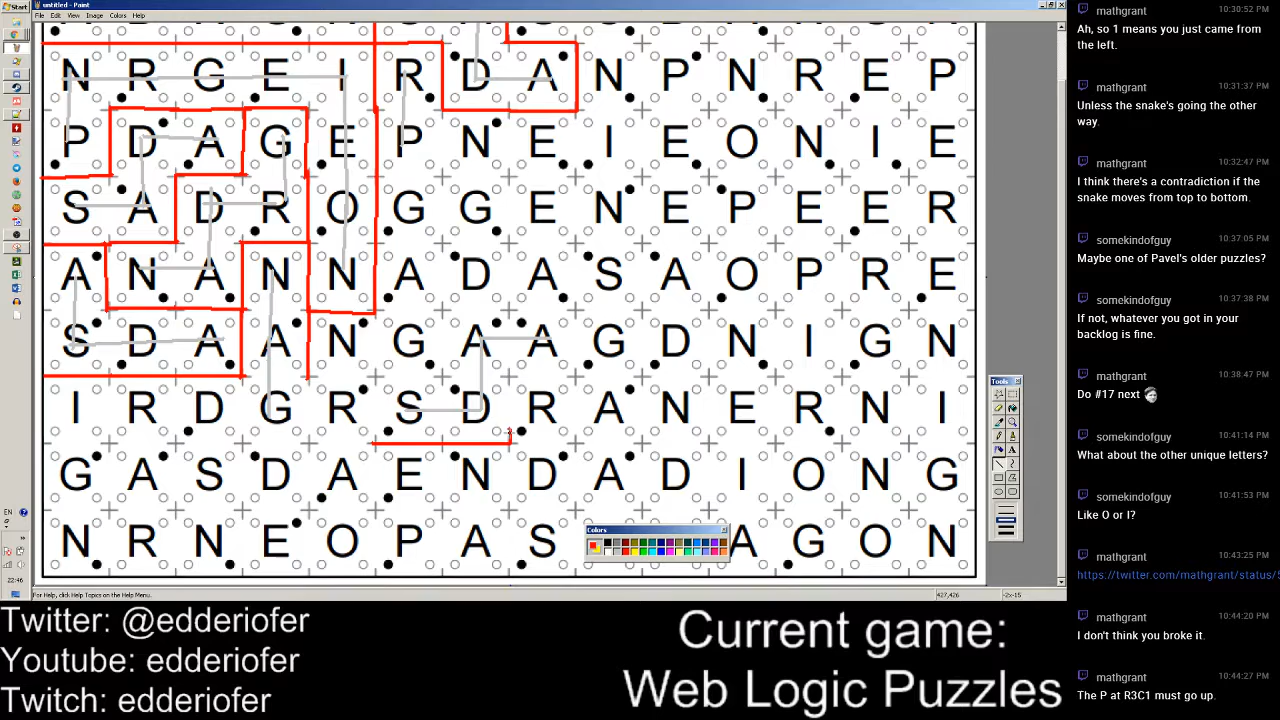 Start
untitled - Paint
File Edit View Image Colors Help
N R G E I R D A N P N R E P
P D A G E P N E I E O N I E
S A D R O G G E N E P E E R
A N A N N A D A S A O P R E
S D A A N G A A G D N I G N
I R D G R S D R A N E R N I
G A S D A E N D A D I O N G
N R N E O P A S A G O N
Tools
Colors
EN
22:46
For Help, click Help Topics on the Help Menu.
427,426
-2x-15
mathgrant 10:30:52 PM
Ah, so 1 means you just came from
the left.
mathgrant 10:31:37 PM
Unless the snake's going the other
way.
mathgrant 10:32:47 PM
I think there's a contradiction if the
snake moves from top to bottom.
somekindofguy 10:37:05 PM
Maybe one of Pavel's older puzzles?
somekindofguy 10:37:38 PM
If not, whatever you got in your
backlog is fine.
mathgrant 10:38:47 PM
Do #17 next
somekindofguy 10:41:14 PM
What about the other unique letters?
somekindofguy 10:41:53 PM
Like O or I?
mathgrant 10:43:25 PM
https://twitter.com/mathgrant/status/
mathgrant 10:44:20 PM
I don't think you broke it.
mathgrant 10:44:27 PM
The P at R3C1 must go up.
Twitter: @edderiofer
Youtube: edderiofer
Twitch: edderiofer
Current game:
Web Logic Puzzles